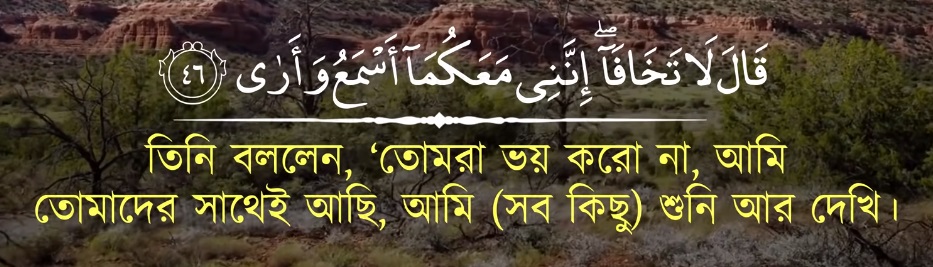 قَالَ لَا تَخَافَآ ۖ إِنَّنِى مَعَكُمَآ أَسْمَعُ وَأَرَىٰ ٤٦
তিনি বললেন, ‘তোমরা ভয় করো না, আমি
তোমাদের সাথেই আছি, আমি (সব কিছু) শুনি আর দেখি।